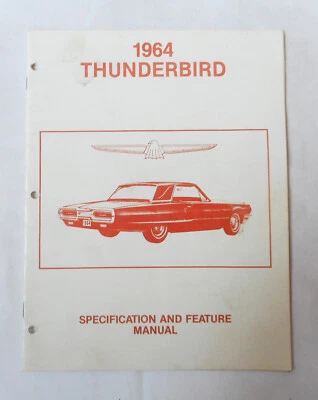 1964
THUNDERBIRD
SPECIFICATION AND FEATURE
MANUAL